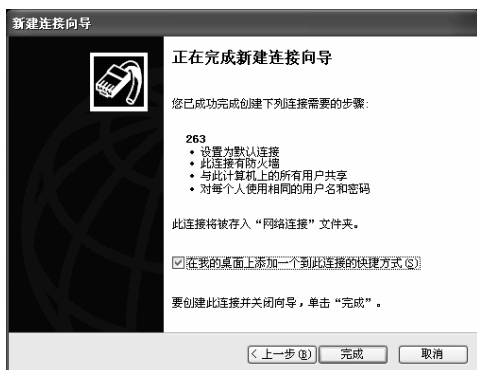 新建连接向导
正在完成新建连接向导
您已成功完成创建下列连接需要的步骤:
263
• 设置为默认连接
• 此连接有防火墙
• 与此计算机上的所有用户共享
• 对每个人使用相同的用户名和密码
此连接将被存入“网络连接”文件夹。
在我的桌面上添加一个到此连接的快捷方式(S)
要创建此连接并关闭向导，单击“完成”。
<上一步(B) 完成 取消